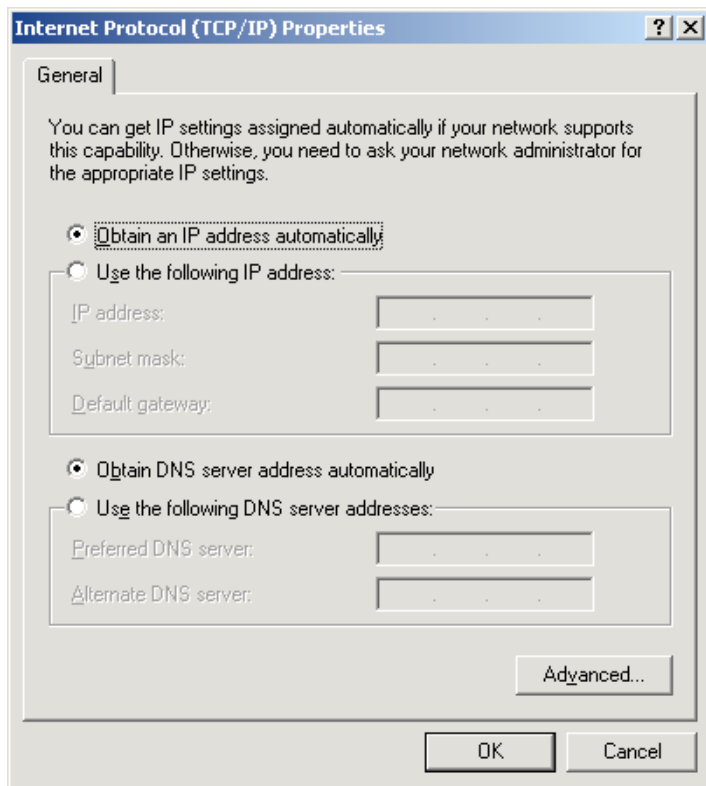 Internet Protocol (TCP/IP) Properties
General
You can get IP settings assigned automatically if your network supports
this capability. Otherwise, you need to ask your network administrator for
the appropriate IP settings.
Obtain an IP address automatically
Use the following IP address:
IP address:
Subnet mask:
Default gateway:
Obtain DNS server address automatically
Use the following DNS server addresses:
Preferred DNS server:
Alternate DNS server:
Advanced...
OK Cancel